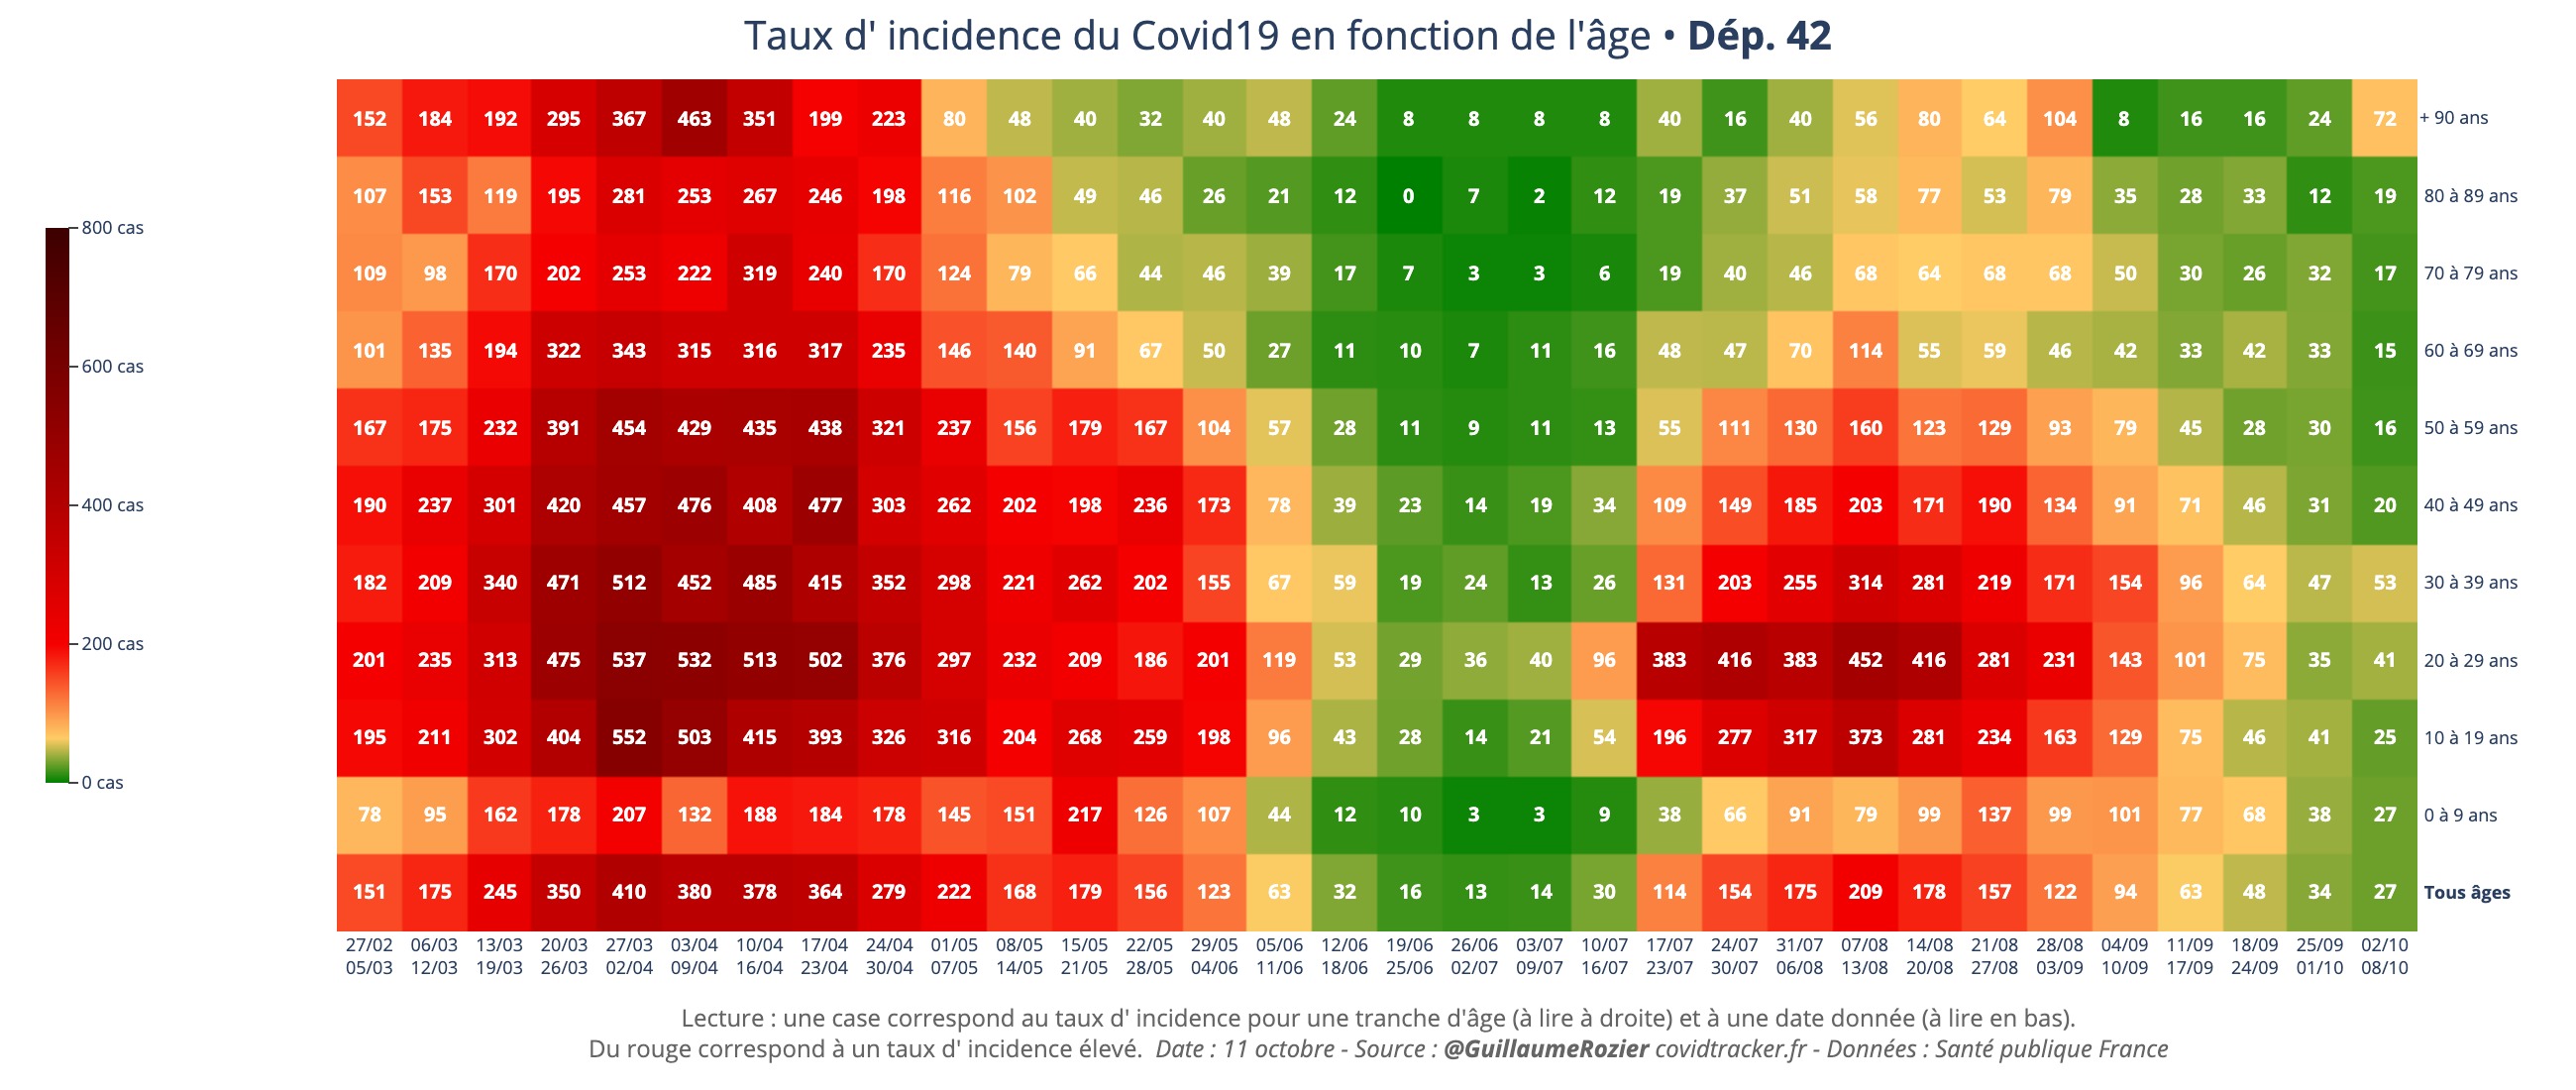 Taux d' incidence du Covid19 en fonction de l'âge • Dép. 42
800 cas
600 cas
400 cas
200 cas
0 cas
152 184 192 295 367 463 351 199 223 80 48 40 32 40 48 24 8 8 8 8 40 16 40 56 80 64 104 8 16 16 24 72 + 90 ans
107 153 119 195 281 253 267 246 198 116 102 49 46 26 21 12 0 7 2 12 19 37 51 58 77 53 79 35 28 33 12 19 80 à 89 ans
109 98 170 202 253 222 319 240 170 124 79 66 44 46 39 17 7 3 3 6 19 40 46 68 64 68 68 50 30 26 32 17 70 à 79 ans
101 135 194 322 343 315 316 317 235 146 140 91 67 50 27 11 10 7 11 16 48 47 70 114 55 59 46 42 33 42 33 15 60 à 69 ans
167 175 232 391 454 429 435 438 321 237 156 179 167 104 57 28 11 9 11 13 55 111 130 160 123 129 93 79 45 28 30 16 50 à 59 ans
190 237 301 420 457 476 408 477 303 262 202 198 236 173 78 39 23 14 19 34 109 149 185 203 171 190 134 91 71 46 31 20 40 à 49 ans
182 209 340 471 512 452 485 415 352 298 221 262 202 155 67 59 19 24 13 26 131 203 255 314 281 219 171 154 96 64 47 53 30 à 39 ans
201 235 313 475 537 532 513 502 376 297 232 209 186 201 119 53 29 36 40 96 383 416 383 452 416 281 231 143 101 75 35 41 20 à 29 ans
195 211 302 404 552 503 415 393 326 316 204 268 259 198 96 43 28 14 21 54 196 277 317 373 281 234 163 129 75 46 41 25 10 à 19 ans
78 95 162 178 207 132 188 184 178 145 151 217 126 107 44 12 10 3 3 9 38 66 91 79 99 137 99 101 77 68 38 27 0 à 9 ans
151 175 245 350 410 380 378 364 279 222 168 179 156 123 63 32 16 13 14 30 114 154 175 209 178 157 122 94 63 48 34 27 Tous âges
27/02 06/03 13/03 20/03 27/03 03/04 10/04 17/04 24/04 01/05 08/05 15/05 22/05 29/05 05/06 12/06 19/06 26/06 03/07 10/07 17/07 24/07 31/07 07/08 14/08 21/08 28/08 04/09 11/09 18/09 25/09 02/10
05/03 12/03 19/03 26/03 02/04 09/04 16/04 23/04 30/04 07/05 14/05 21/05 28/05 04/06 11/06 18/06 25/06 02/07 09/07 16/07 23/07 30/07 06/08 13/08 20/08 27/08 03/09 10/09 17/09 24/09 01/10 08/10
Lecture : une case correspond au taux d' incidence pour une tranche d'âge (à lire à droite) et à une date donnée (à lire en bas).
Du rouge correspond à un taux d' incidence élevé. Date : 11 octobre - Source : @GuillaumeRozier covidtracker.fr - Données : Santé publique France